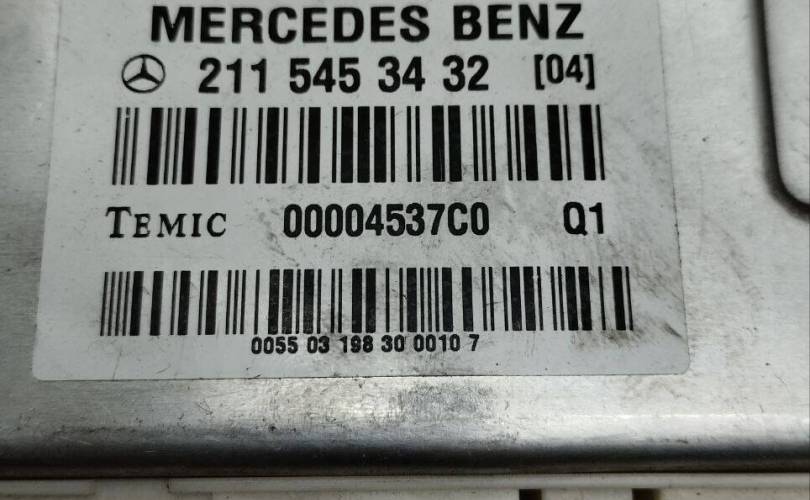 MERCEDES BENZ
211 545 34 32 [04]
TEMIC 00004537C0 Q1
0055 03 198 30 0010 7